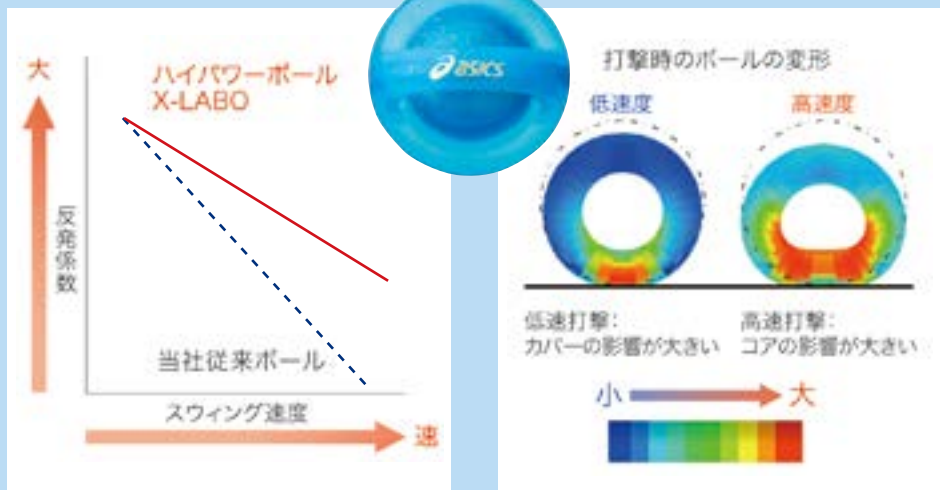 大
ハイパワーボール
X-LABO
反発係数
当社従来ボール
スウィング速度
速
asics
打撃時のボールの変形
低速度
高速度
低速打撃：
カバーの影響が大きい
高速打撃：
コアの影響が大きい
小
大